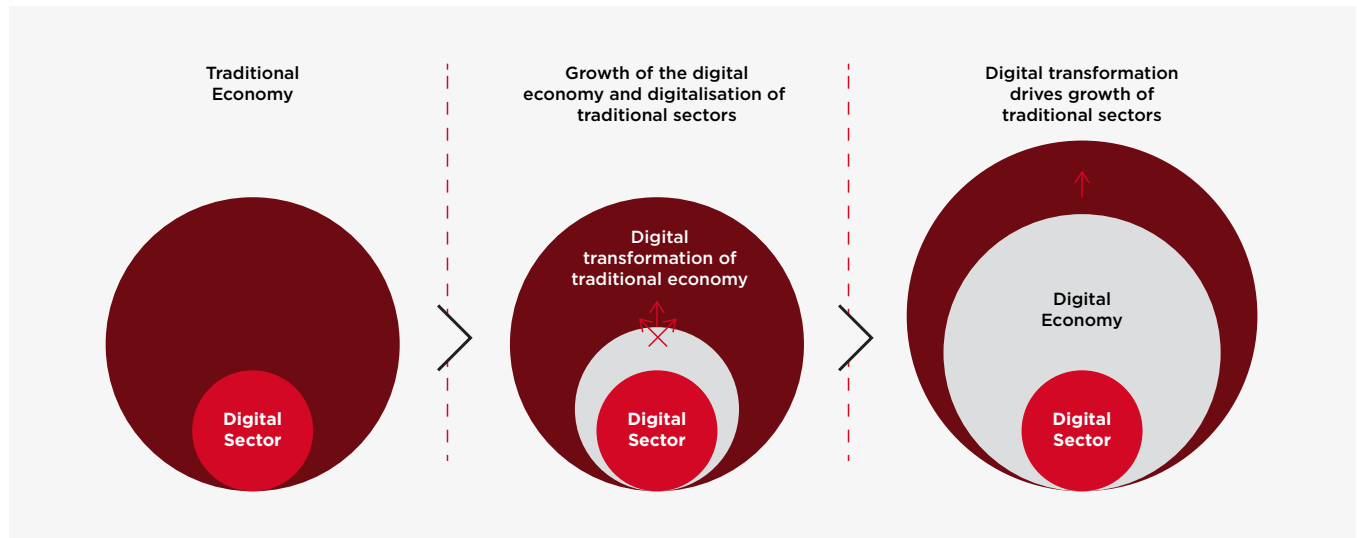 Traditional
Economy
Digital
Sector
Growth of the digital
economy and digitalisation of
traditional sectors
Digital
transformation of
traditional economy
Digital
Sector
Digital transformation
drives growth of
traditional sectors
Digital
Economy
Digital
Sector